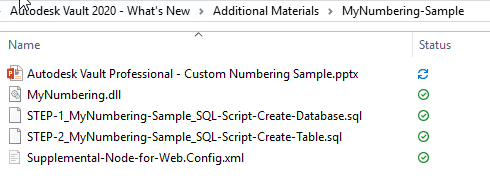 Autodesk Vault 2020 - What's New > Additional Materials > MyNumbering-Sample
Name Status
Autodesk Vault Professional - Custom Numbering Sample.pptx
MyNumbering.dll
STEP-1_MyNumbering-Sample_SQL-Script-Create-Database.sql
STEP-2_MyNumbering-Sample_SQL-Script-Create-Table.sql
Supplemental-Node-for-Web.Config.xml